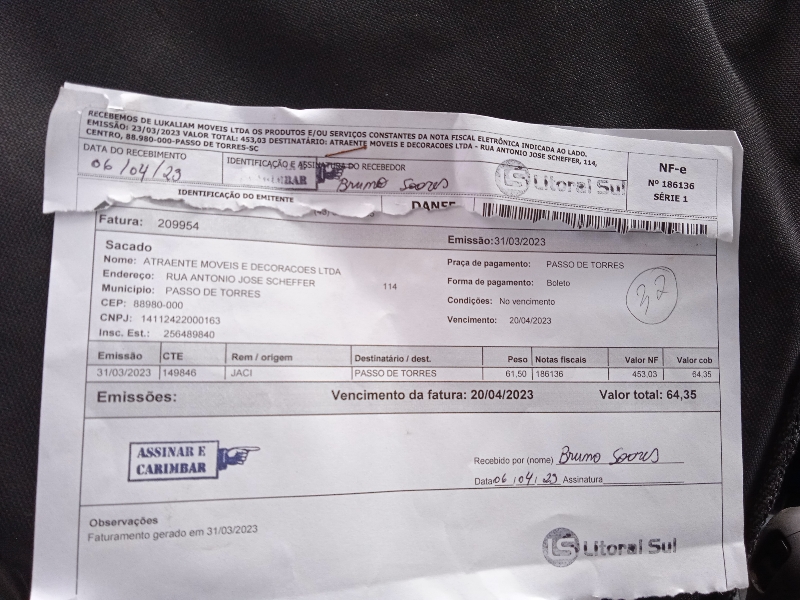 RECEBEMOS DE LUKALIAM MOVEIS LTDA OS PRODUTOS E/OU SERVIÇOS CONSTANTES DA NOTA FISCAL ELETRÔNICA INDICADA AO LADO.
EMISSÃO: 23/03/2023 VALOR TOTAL: 453,03 DESTINATÁRIO: ATRAENTE MOVEIS E DECORACOES LTDA - RUA ANTONIO JOSE SCHEFFER, 114,
CENTRO, 88.980-000-PASSO DE TORRES-SC
DATA DO RECEBIMENTO
06/04/23
IDENTIFICAÇÃO E ASSINATURA DO RECEBEDOR
Bruno Soares
LS Litoral Sul
NF-e
Nº 186136
SÉRIE 1
IDENTIFICAÇÃO DO EMITENTE
DANFE
Fatura: 209954
Emissão:31/03/2023
Sacado
Nome: ATRAENTE MOVEIS E DECORACOES LTDA
Endereço: RUA ANTONIO JOSE SCHEFFER 114
Municipio: PASSO DE TORRES
CEP: 88980-000
CNPJ: 14112422000163
Insc. Est.: 256489840
Praça de pagamento: PASSO DE TORRES
Forma de pagamento: Boleto
Condições: No vencimento
Vencimento: 20/04/2023
Emissão CTE Rem / origem Destinatário / dest. Peso Notas fiscais Valor NF Valor cob
31/03/2023 149846 JACI PASSO DE TORRES 61,50 186136 453,03 64,35
Emissões: Vencimento da fatura: 20/04/2023 Valor total: 64,35
ASSINAR E
CARIMBAR
Recebido por (nome) Bruno Soares
Data 06/04/23 Assinatura
Observações
Faturamento gerado em 31/03/2023
LS Litoral Sul